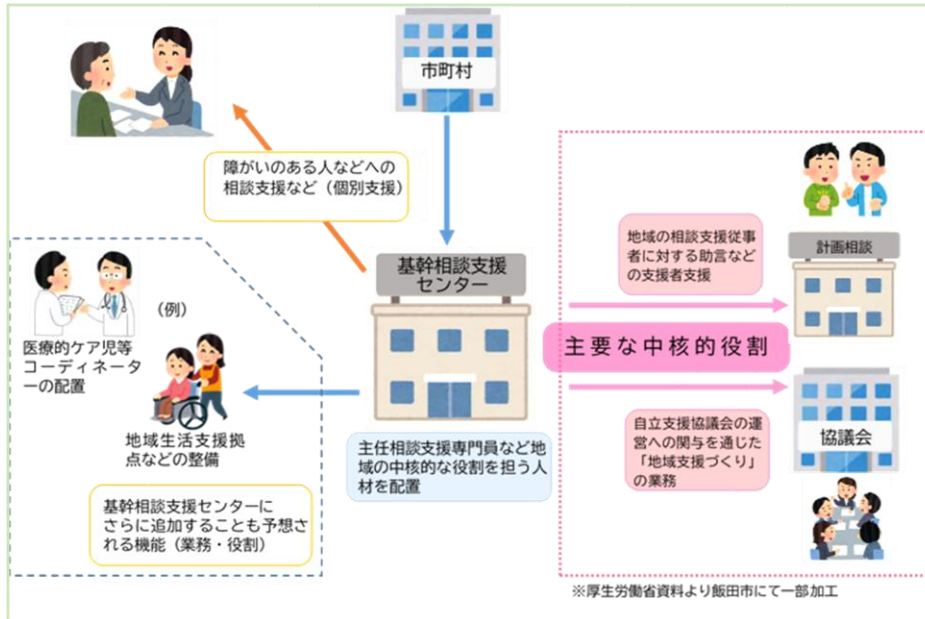 市町村
障がいのある人などへの
相談支援など（個別支援）
基幹相談支援
センター
主任相談支援専門員など地
域の中核的な役割を担う人
材を配置
（例）
医療的ケア児等
コーディネータ
ーの配置
地域生活支援拠
点などの整備
基幹相談支援センターに
さらに追加することも予想さ
れる機能（業務・役割）
地域の相談支援従事
者に対する助言など
の支援者支援
計画相談
主要な中核的役割
自立支援協議会の運
営への関与を通じた
「地域支援づくり」
の業務
協議会
※厚生労働省資料より飯田市にて一部加工